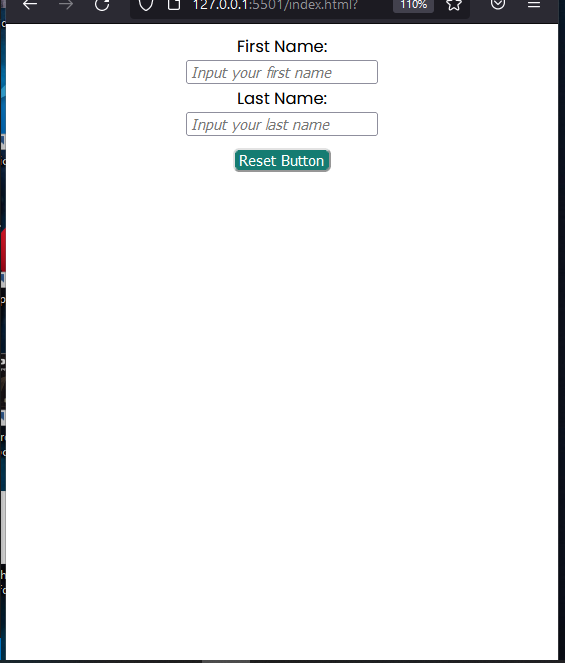 127.0.0.1:5501/index.html?
110%
First Name:
Input your first name
Last Name:
Input your last name
Reset Button